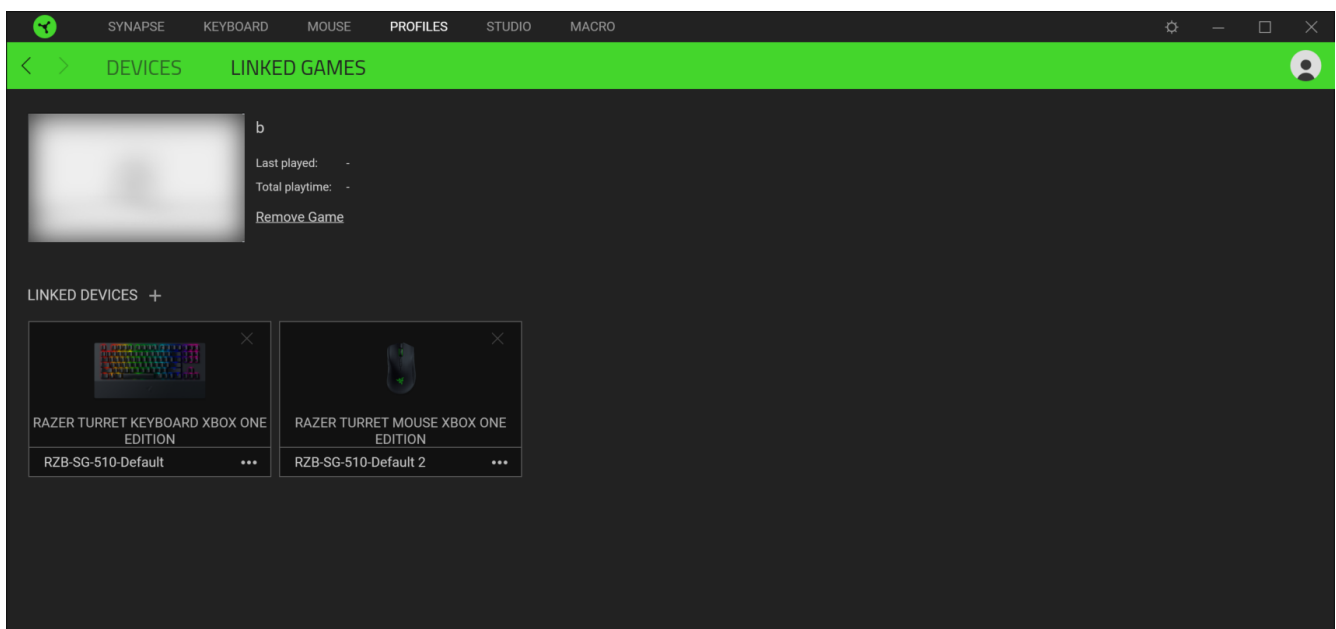 SYNAPSE KEYBOARD MOUSE PROFILES STUDIO MACRO
DEVICES LINKED GAMES
b
Last played: -
Total playtime: -
Remove Game
LINKED DEVICES +
RAZER TURRET KEYBOARD XBOX ONE
EDITION
RZB-SG-510-Default •••
RAZER TURRET MOUSE XBOX ONE
EDITION
RZB-SG-510-Default 2 •••